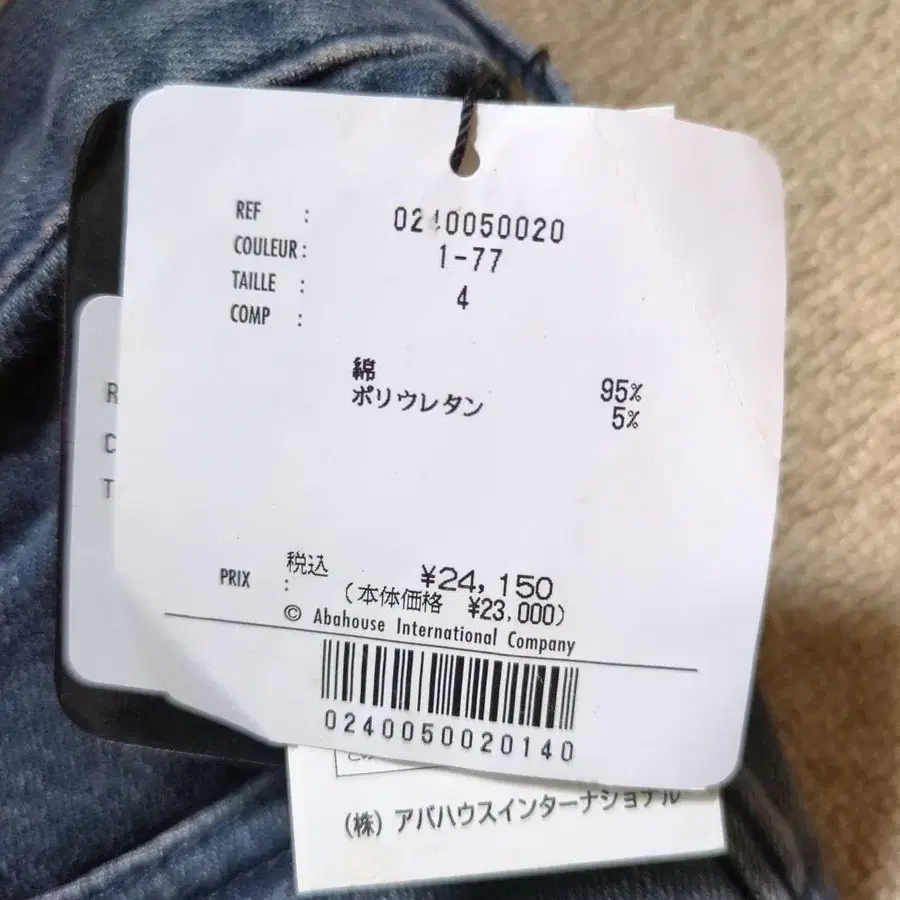 REF : 0240050020
COULEUR : 1-77
TAILLE : 4
COMP :
綿 95%
ポリウレタン 5%
PRIX : 税込 ¥24,150
(本体価格 ¥23,000)
© Abahouse International Company
0240050020140
(株) アバハウスインターナショナル
R
C
T